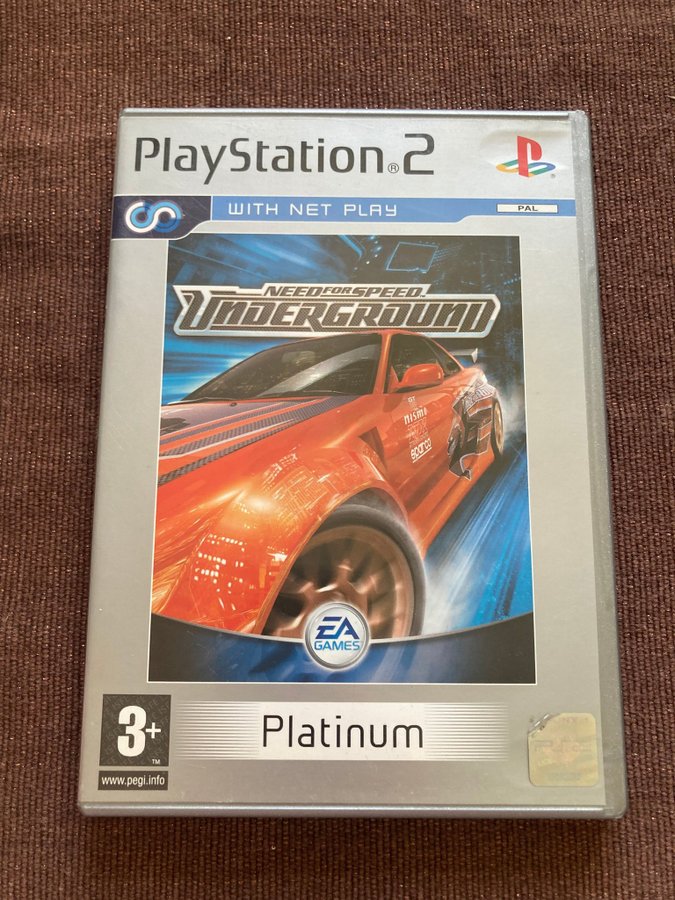 PlayStation®2
WITH NET PLAY
PAL
NEED FOR SPEED
UNDERGROUND
nismo
sparco
EA
GAMES
3+
TM
www.pegi.info
Platinum